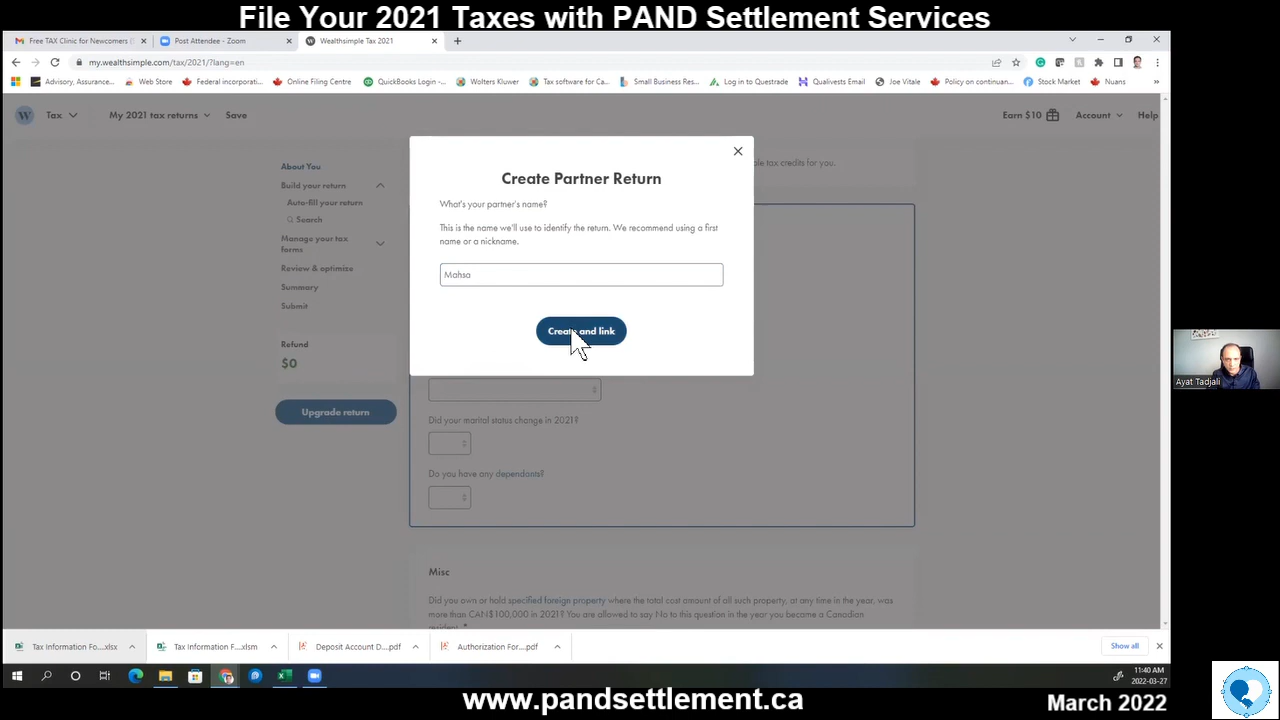 File Your 2021 Taxes with PAND Settlement Services
Free TAX Clinic for Newcomers (
Post Attendee - Zoom
Wealthsimple Tax 2021
my.wealthsimple.com/tax/2021/?lang=en
Advisory, Assurance...
Web Store
Federal incorporati...
Online Filing Centre
QuickBooks Login -...
Wolters Kluwer
Tax software for Ca...
Small Business Res...
Log in to Questrade
Qualivests Email
Joe Vitale
Policy on continuan...
Stock Market
Nuans
W
Tax
My 2021 tax returns
Save
Earn $10
Account
Help
ple tax credits for you.
About You
Build your return
Auto-fill your return
Search
Manage your tax
forms
Review & optimize
Summary
Submit
Refund
$0
Upgrade return
Create Partner Return
What's your partner's name?
This is the name we'll use to identify the return. We recommend using a first
name or a nickname.
Mahsa
Create and link
Did your marital status change in 2021?
Do you have any dependants?
Misc
Did you own or hold specified foreign property where the total cost amount of all such property, at any time in the year, was
more than CAN$100,000 in 2021? You are allowed to say No to this question in the year you became a Canadian
resident. *
Ayat Tadjali
Tax Information Fo....xlsx
Tax Information F....xlsm
Deposit Account D....pdf
Authorization For....pdf
Show all
11:40 AM
2022-03-27
www.pandsettlement.ca
March 2022